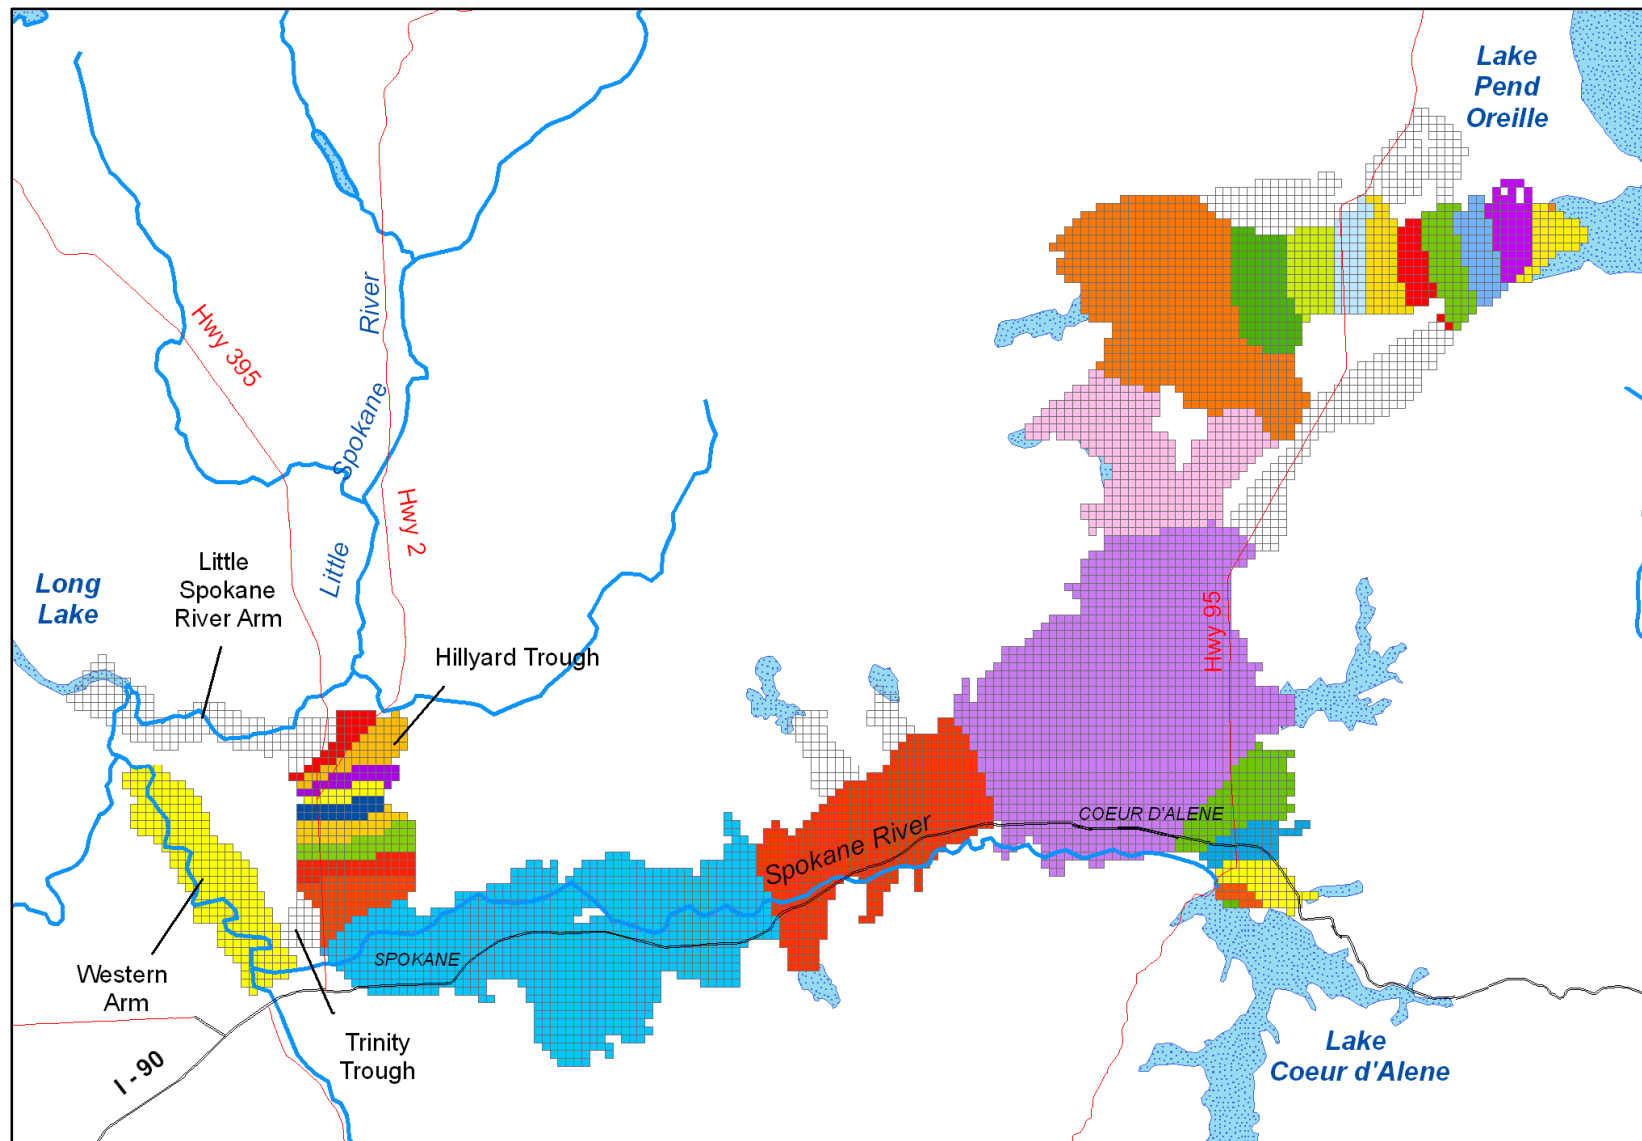 Lake
Pend
Oreille
River
Hwy 395
Spokane
Hwy 2
Little
Little
Spokane
River Arm
Long
Lake
Hwy 95
Hillyard Trough
COEUR D'ALENE
Spokane River
SPOKANE
Western
Arm
Trinity
Trough
I - 90
Lake
Coeur d'Alene